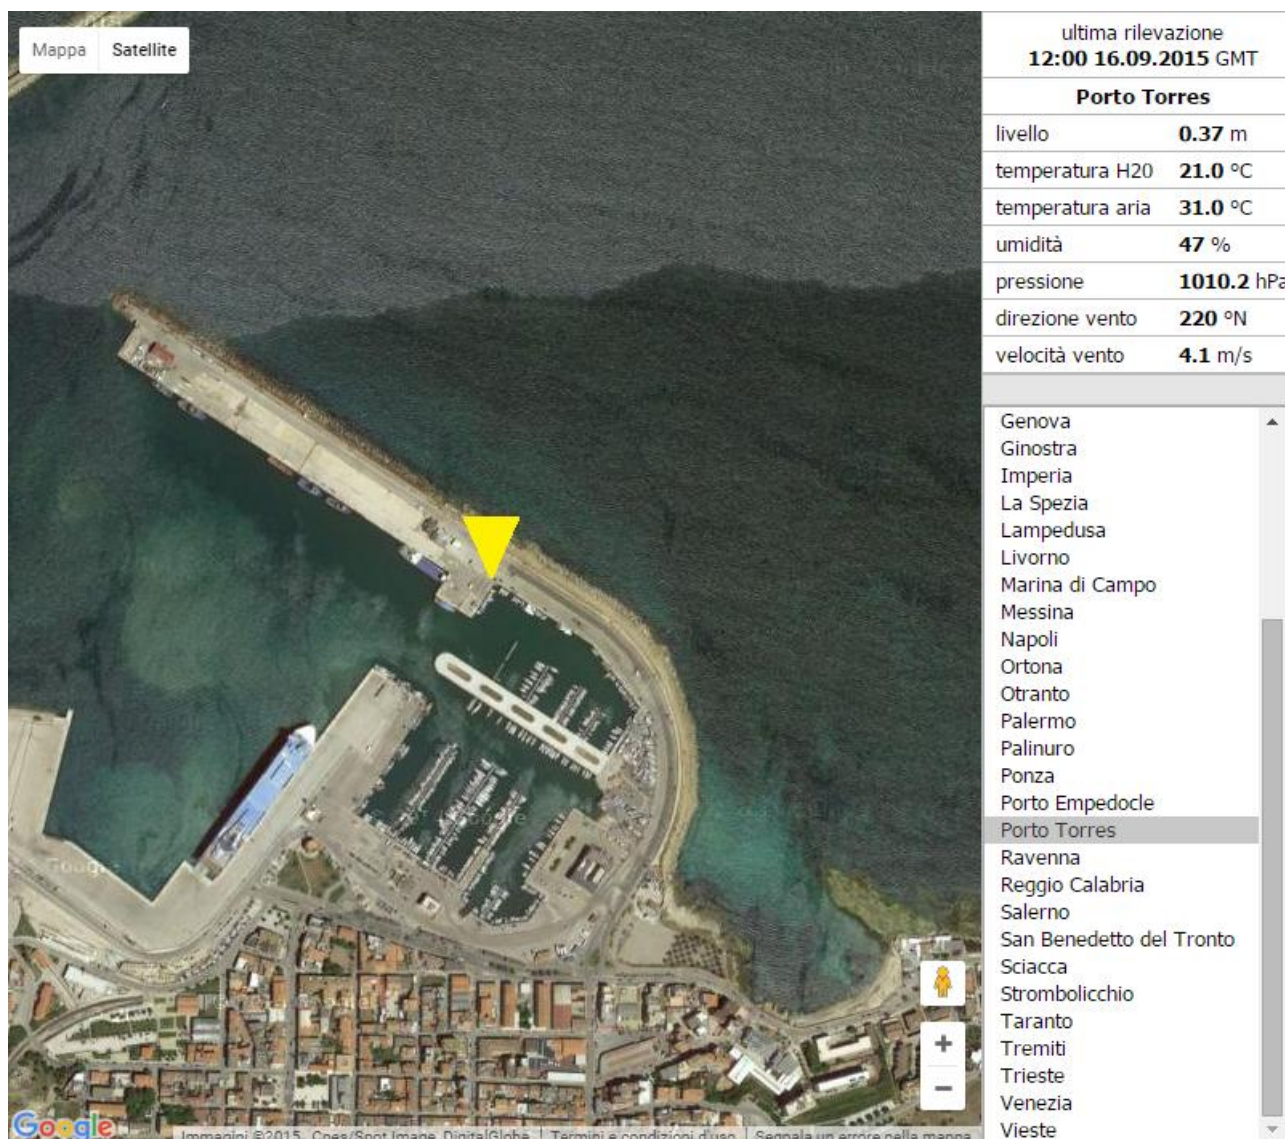 Mappa
Satellite
ultima rilevazione
12:00 16.09.2015 GMT
Porto Torres
livello 0.37 m
temperatura H20 21.0 °C
temperatura aria 31.0 °C
umidità 47 %
pressione 1010.2 hPa
direzione vento 220 °N
velocità vento 4.1 m/s
Genova
Ginostra
Imperia
La Spezia
Lampedusa
Livorno
Marina di Campo
Messina
Napoli
Ortona
Otranto
Palermo
Palinuro
Ponza
Porto Empedocle
Porto Torres
Ravenna
Reggio Calabria
Salerno
San Benedetto del Tronto
Sciacca
Strombolicchio
Taranto
Tremiti
Trieste
Venezia
Vieste
+
−
Google
Immagini ©2015, Cnes/Spot Image, DigitalGlobe
Termini e condizioni d'uso
Segnala un errore nella mappa